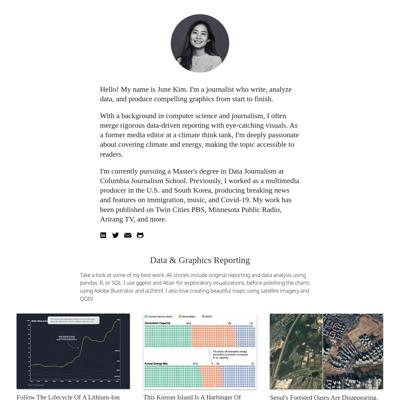 Hello! My name is June Kim. I'm a journalist who write, analyze
data, and produce compelling graphics from start to finish.
With a background in computer science and journalism, I often
merge rigorous data-driven reporting with eye-catching visuals. As
a former media editor at a climate think tank, I'm deeply passionate
about covering climate and energy, making the topic accessible to
readers.
I'm currently pursuing a Master's degree in Data Journalism at
Columbia Journalism School. Previously, I worked as a multimedia
producer in the U.S. and South Korea, producing breaking news
and features on immigration, music, and Covid-19. My work has
been published on Twin Cities PBS, Minnesota Public Radio,
Arirang TV, and more.
Data & Graphics Reporting
Take a look at some of my best work. All stories include original reporting and data analysis using
pandas, R, or SQL. I use ggplot and Altair for exploratory visualizations, before polishing the charts
using Adobe Illustrator and ai2html. I also love creating beautiful maps using satellite imagery and
QGIS!
Generation Capacity
Actual Energy Mix
Follow The Lifecycle Of A Lithium-Ion
This Korean Island Is A Harbinger Of
Seoul's Forested Oases Are Disappearing.